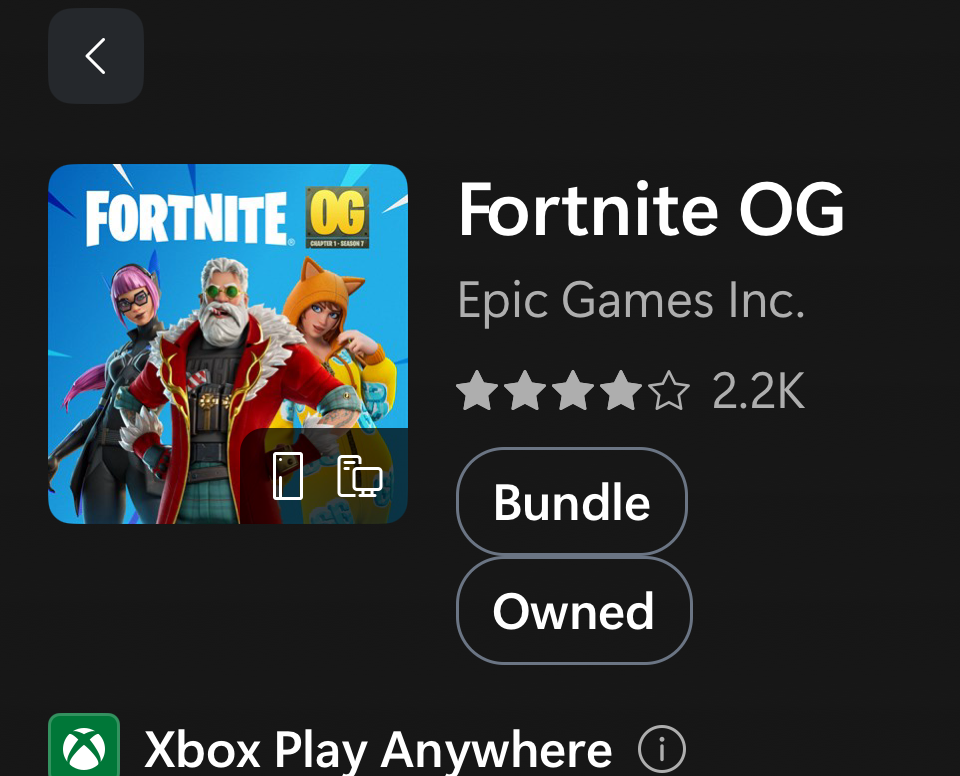 FORTNITE OG
CHAPTER 1 - SEASON 7
Fortnite OG
Epic Games Inc.
2.2K
Bundle
Owned
Xbox Play Anywhere